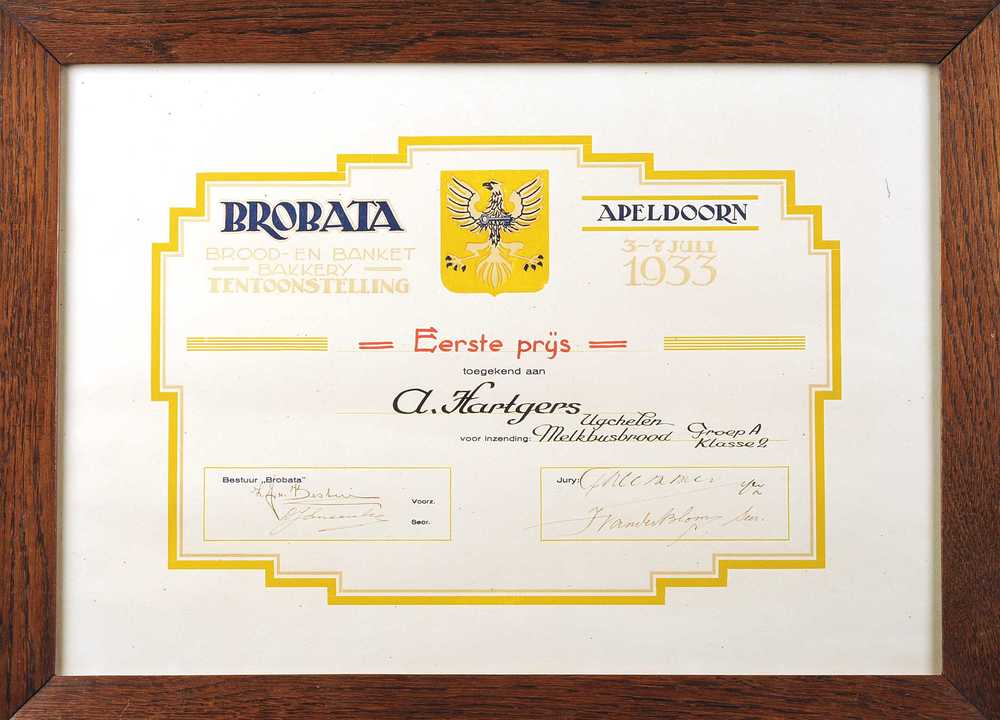 BROBATA
BROOD- EN BANKET
BAKKERY
TENTOONSTELLING
APELDOORN
3-7 JULI
1933
Eerste prijs
toegekend aan
A. Hartgers
Ugchelen
voor inzending: Melkbusbrood Groep A
Klasse 2
Bestuur „Brobata"
Voorz.
Secr.
Jury: